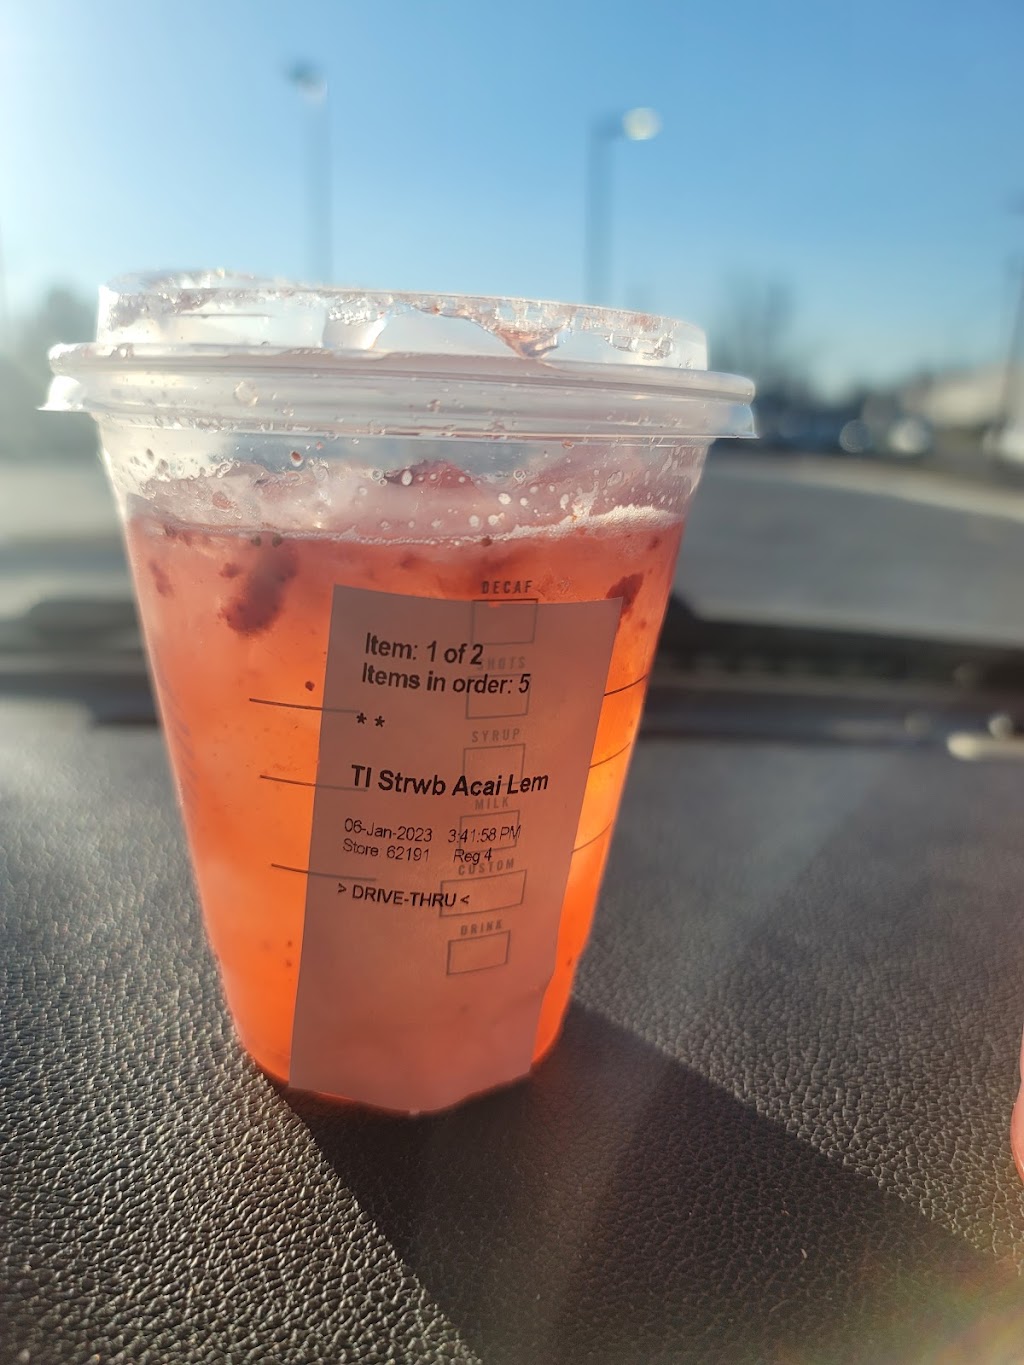 DECAF
Item: 1 of 2
SHOTS
Items in order: 5
* *
SYRUP
Tl Strwb Acai Lem
MILK
06-Jan-2023 3:41:58 PM
Store: 62191 Reg 4
CUSTOM
> DRIVE-THRU <
DRINK